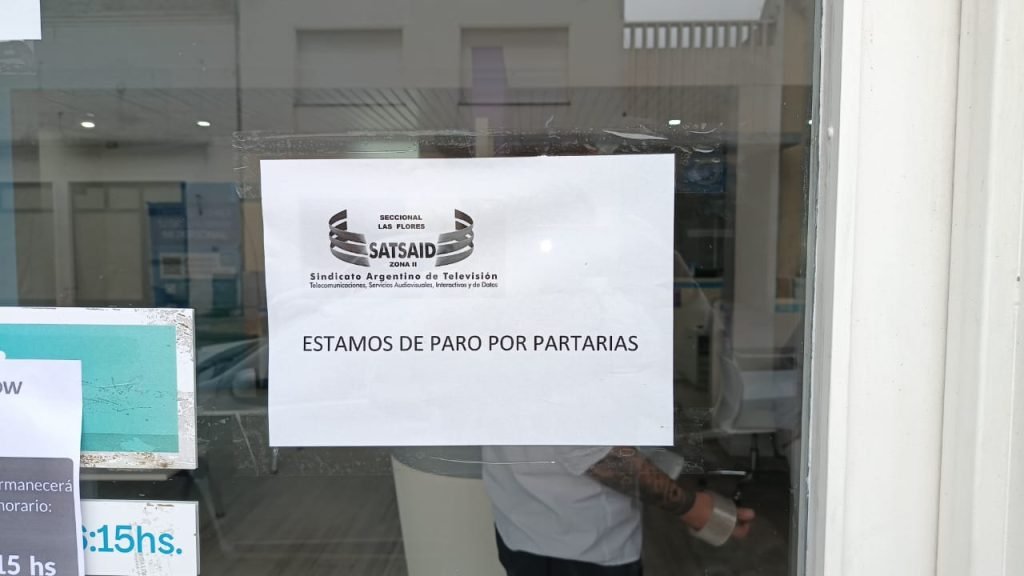 SECCIONAL
LAS FLORES
SATSAID
ZONA II
Sindicato Argentino de Televisión
Telecomunicaciones, Servicios Audiovisuales, Interactivos y de Datos
ESTAMOS DE PARO POR PARTARIAS
ow
rmanecerá
horario:
15 hs
:15hs.